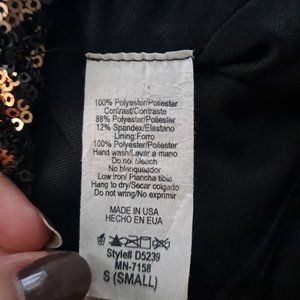 100% Polyester/Poliester
Contrast/Contraste
88% Polyester/Poliester
12% Spandex/Elastano
Lining:Forro
100% Polyester/Poliester
Hand wash/Lavar a mano
Do not bleach
No blanqueador
Low iron/ Plancha tibia
Hang to dry/Secar colgado
Do not wring/No exprimir
MADE IN USA
HECHO EN EUA
Style# D5239
MN-7158
S (SMALL)